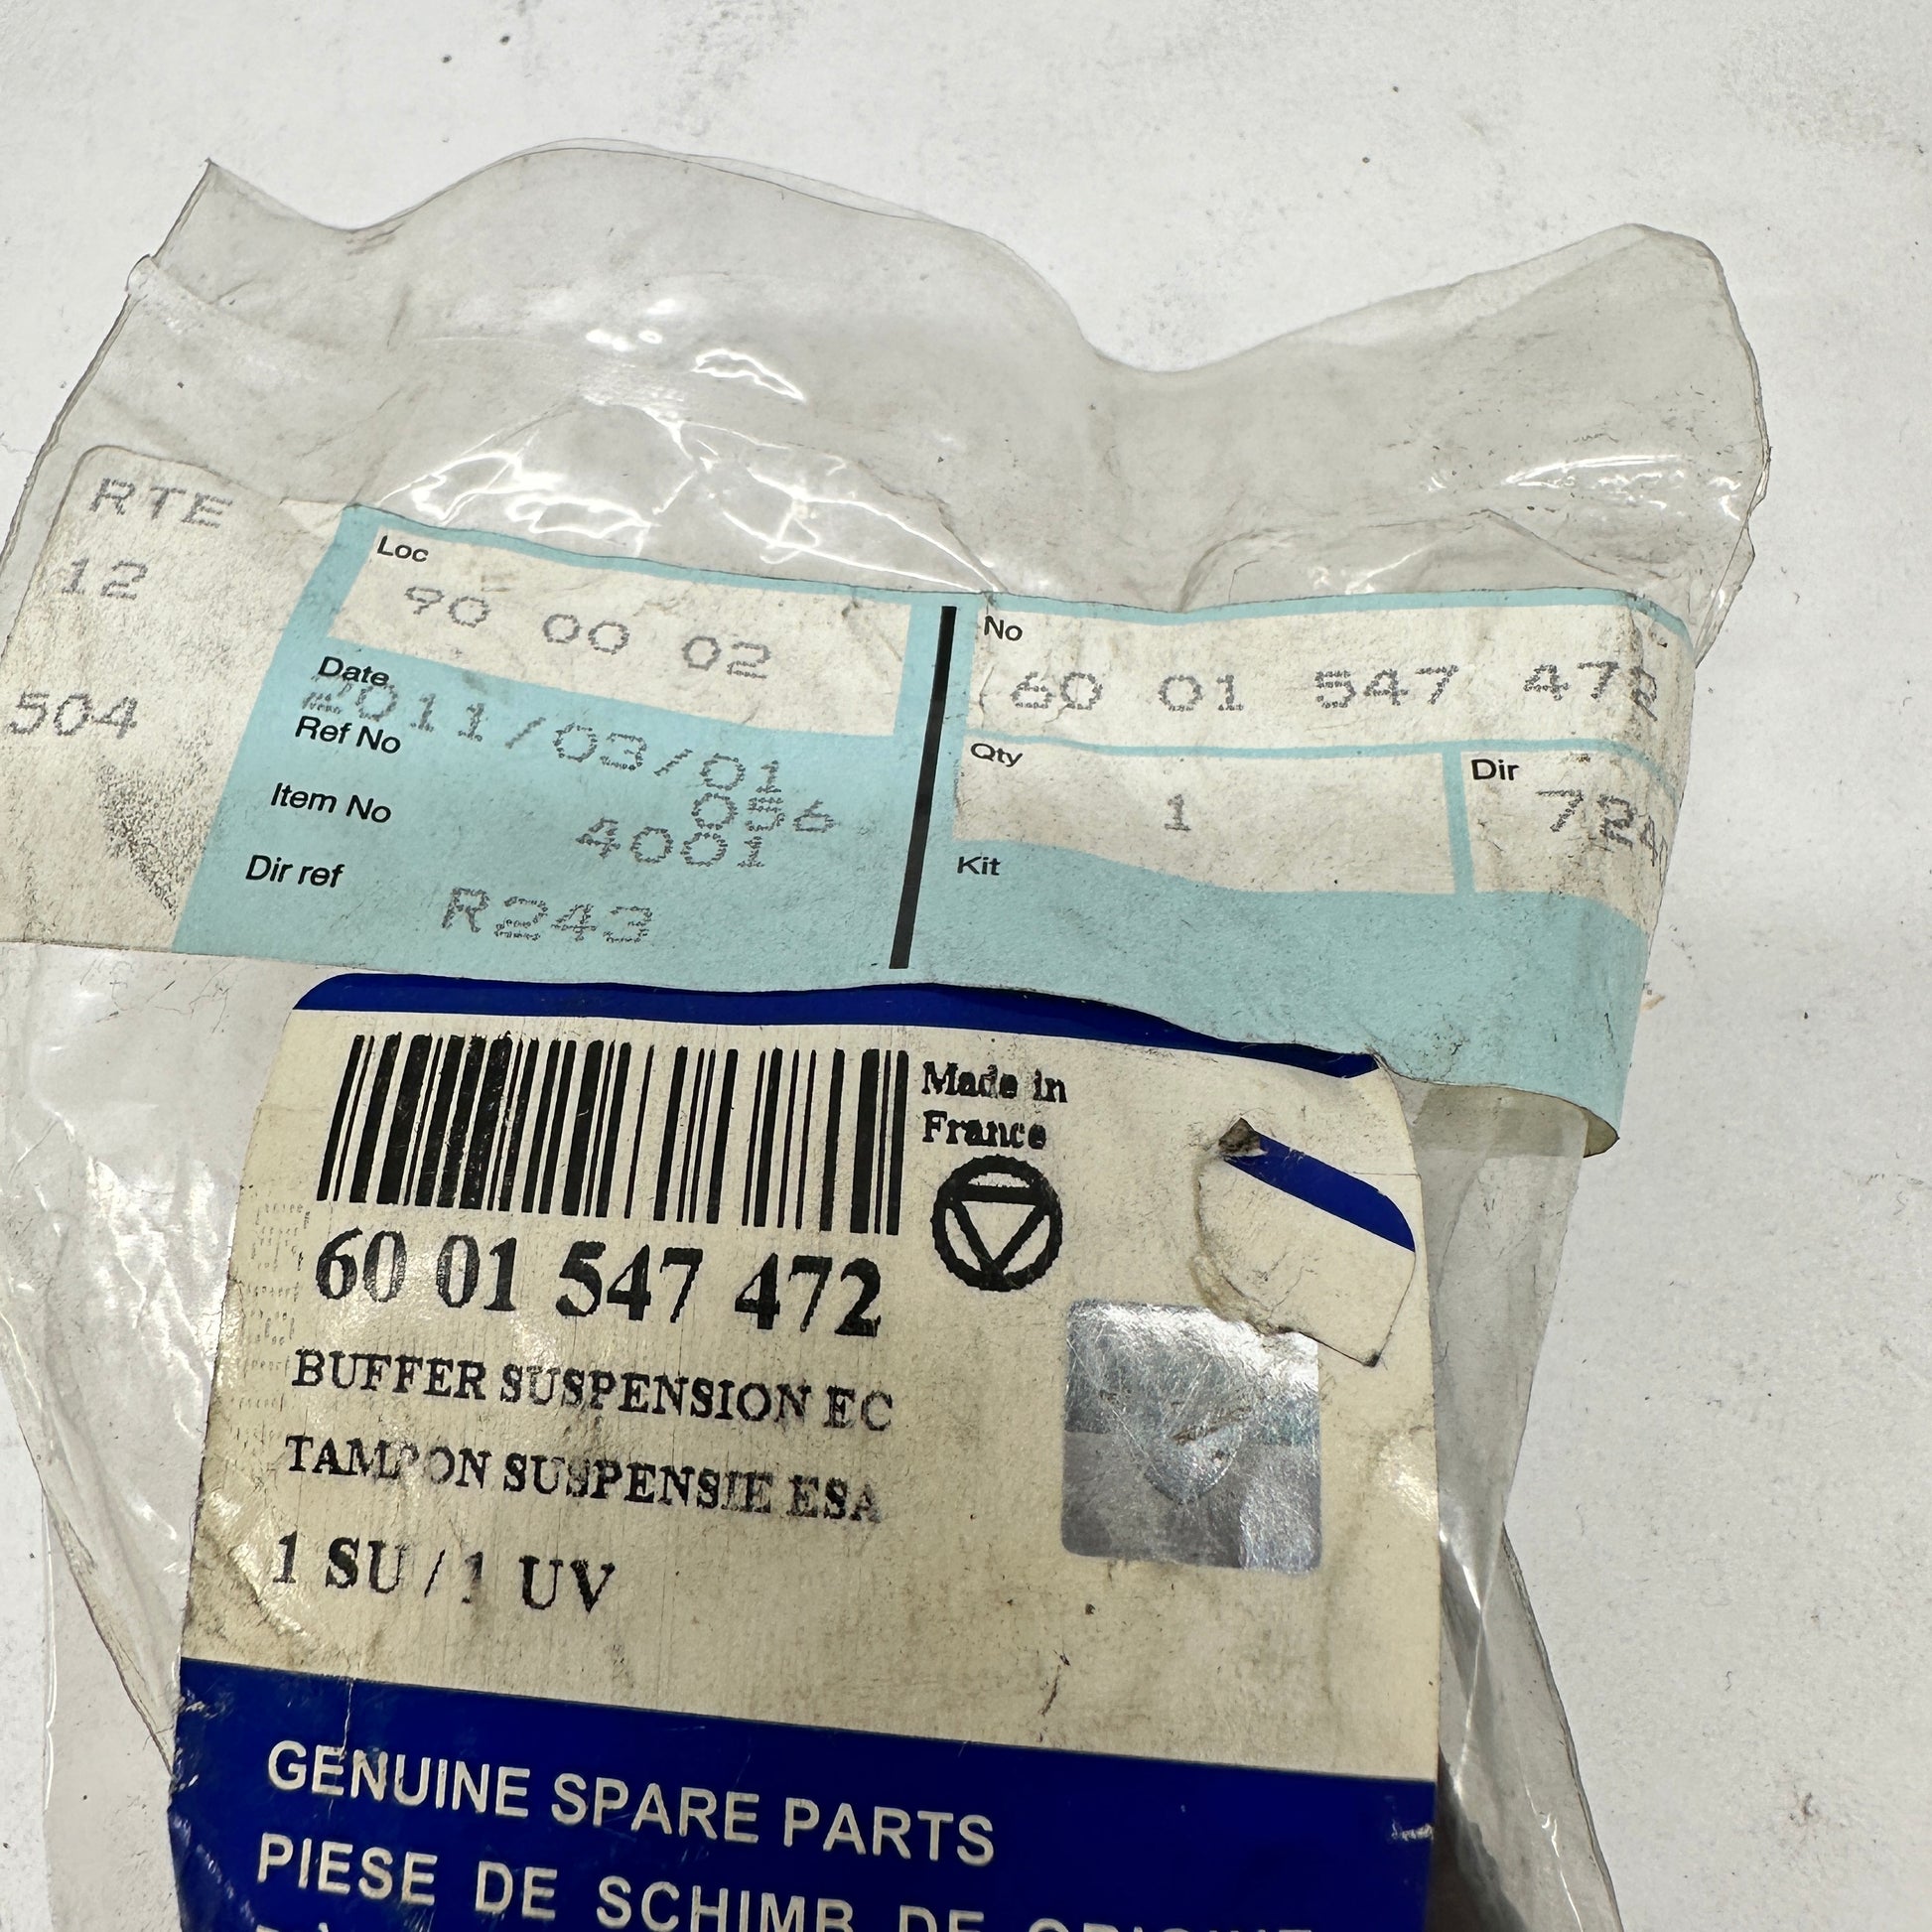 RTE
12
504
Loc
90 00 02
Date
2011/03/01
Ref No
056
Item No
4081
Dir ref
R243
No
60 01 547 472
Qty
1
Dir
Kit
Made in
France
60 01 547 472
BUFFER SUSPENSION EC
TAMPON SUSPENSIE ESA
1 SU / 1 UV
GENUINE SPARE PARTS
PIESE DE SCHIMB DE ORIGINE